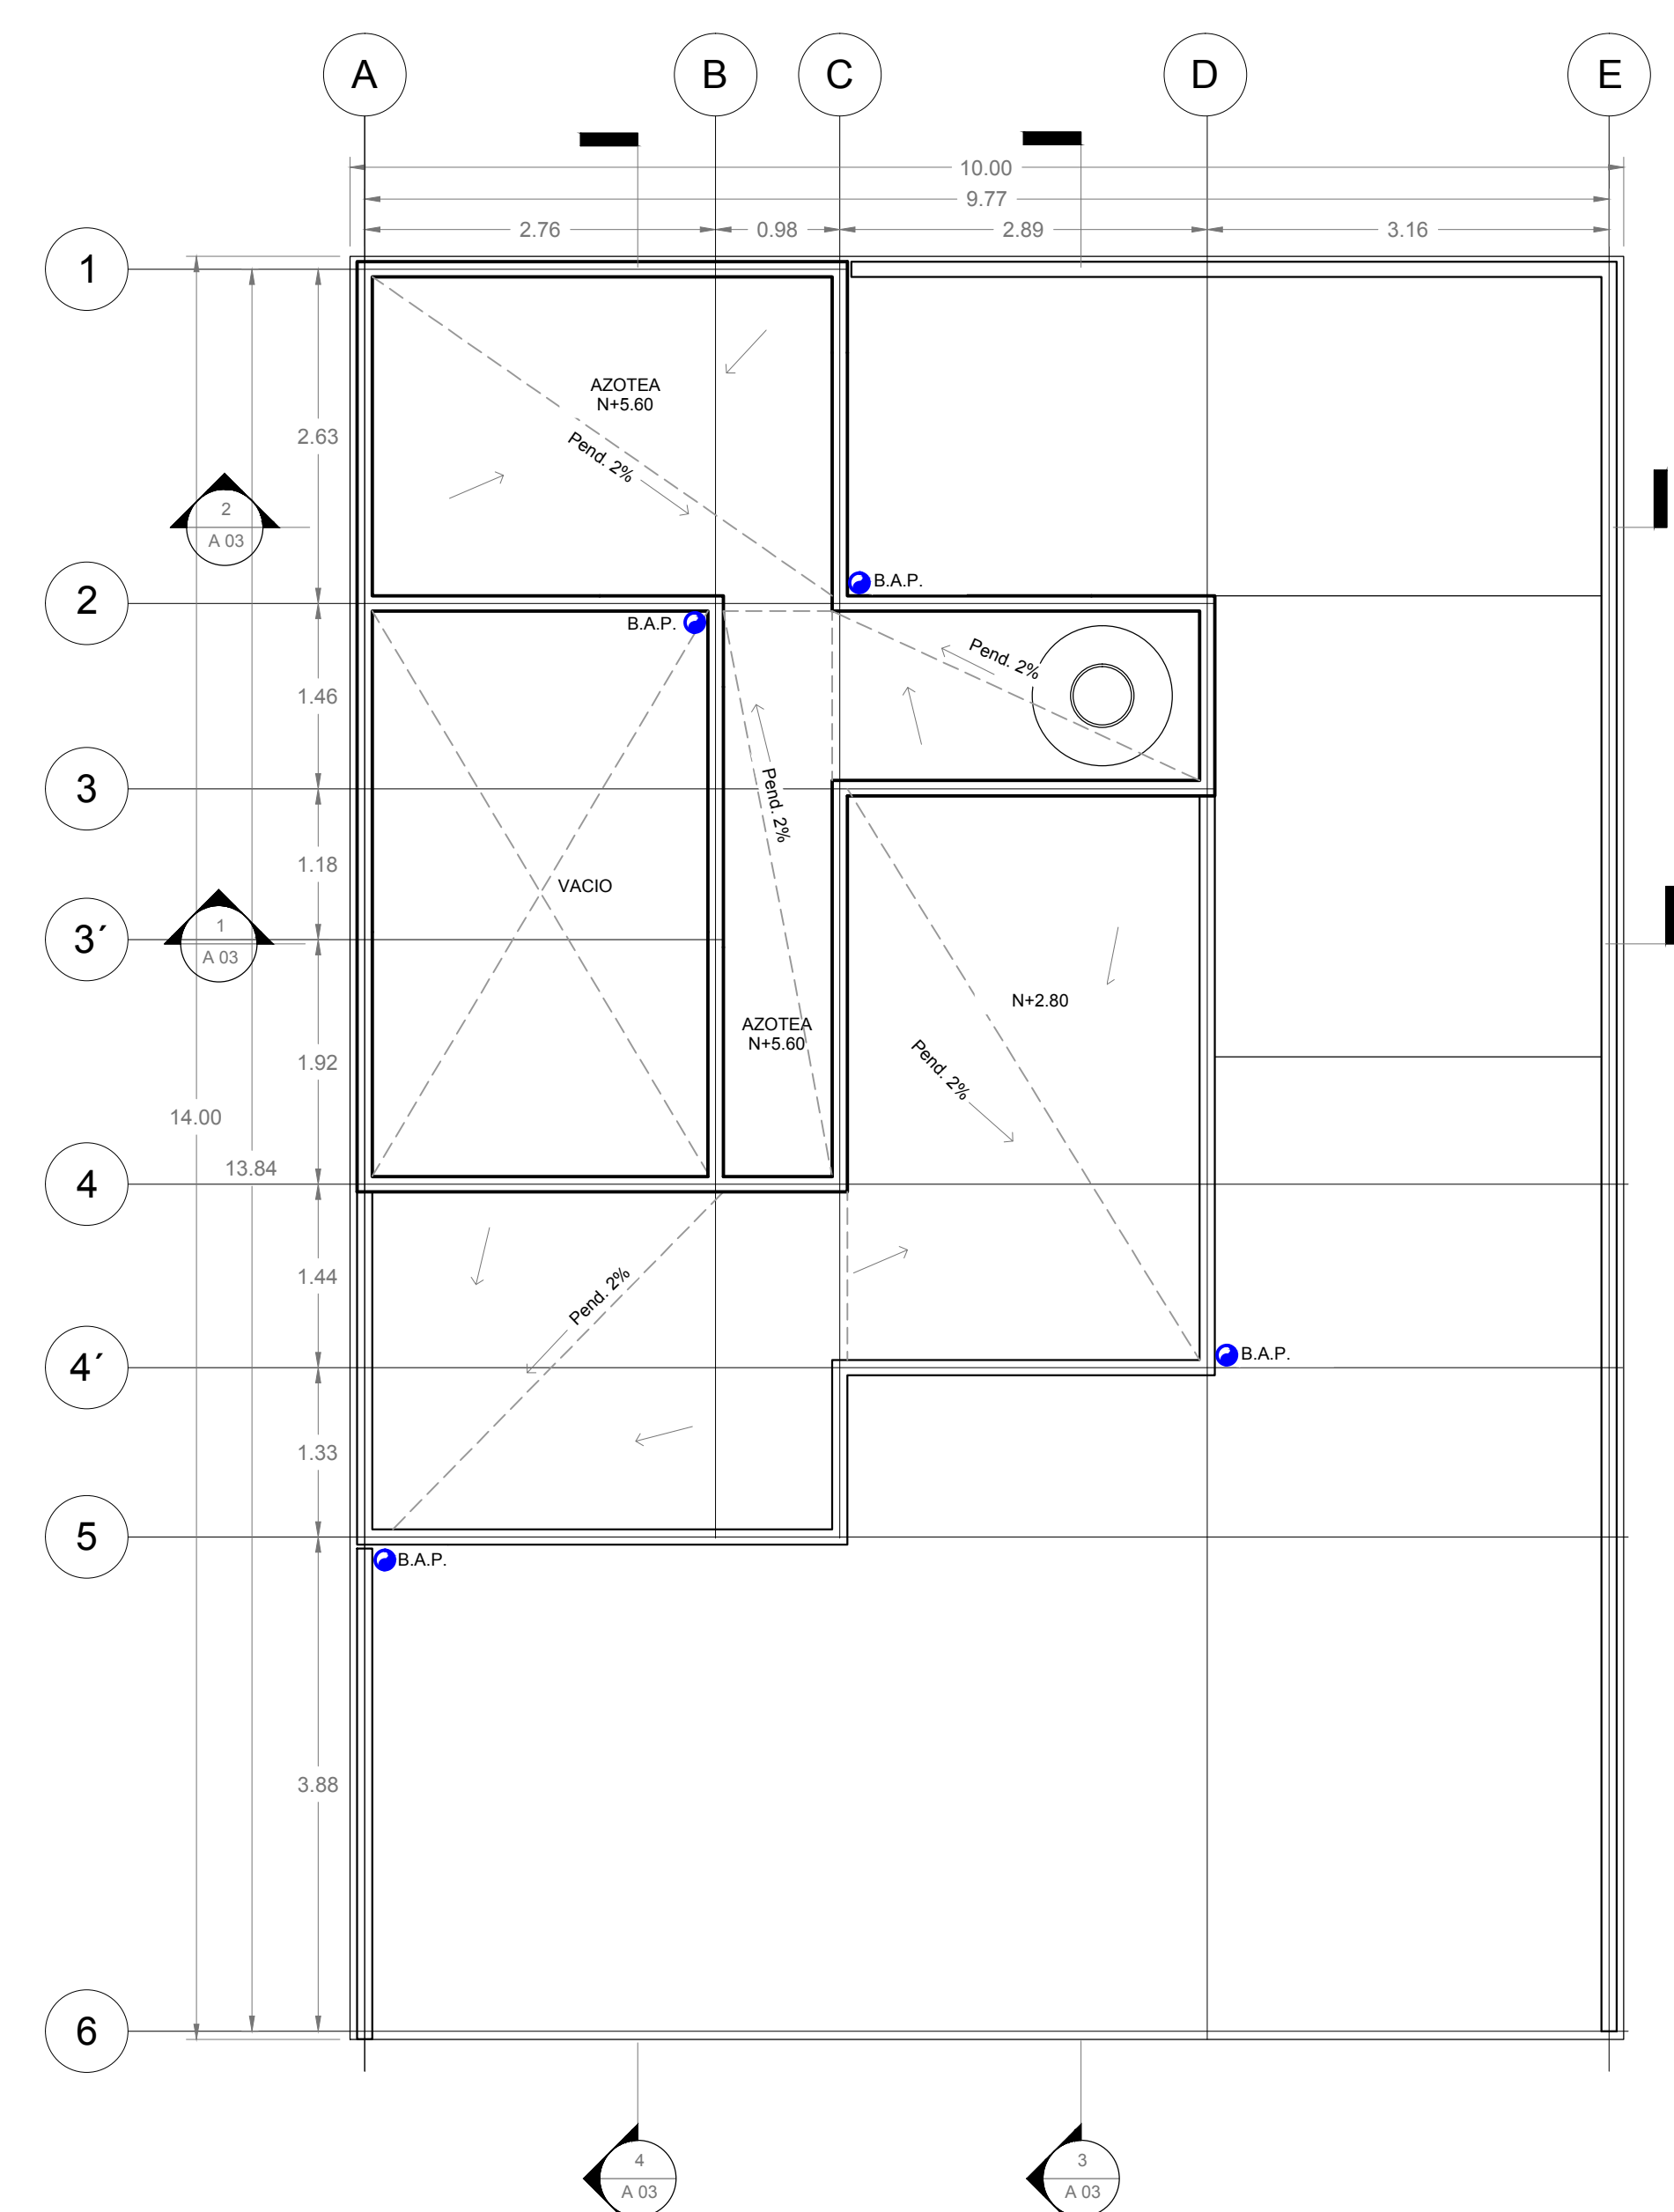 A B C D E
10.00
9.77
2.76 0.98 2.89 3.16
1
AZOTEA
N+5.60
2.63
Pend. 2%
2
A 03
B.A.P.
2
B.A.P.
Pend. 2%
1.46
3
Pend. 2%
1.18
VACIO
3´
1
A 03
N+2.80
AZOTEA
N+5.60
1.92
Pend. 2%
14.00
13.84
4
1.44
Pend. 2%
4´
B.A.P.
1.33
5
B.A.P.
3.88
6
4
A 03
3
A 03